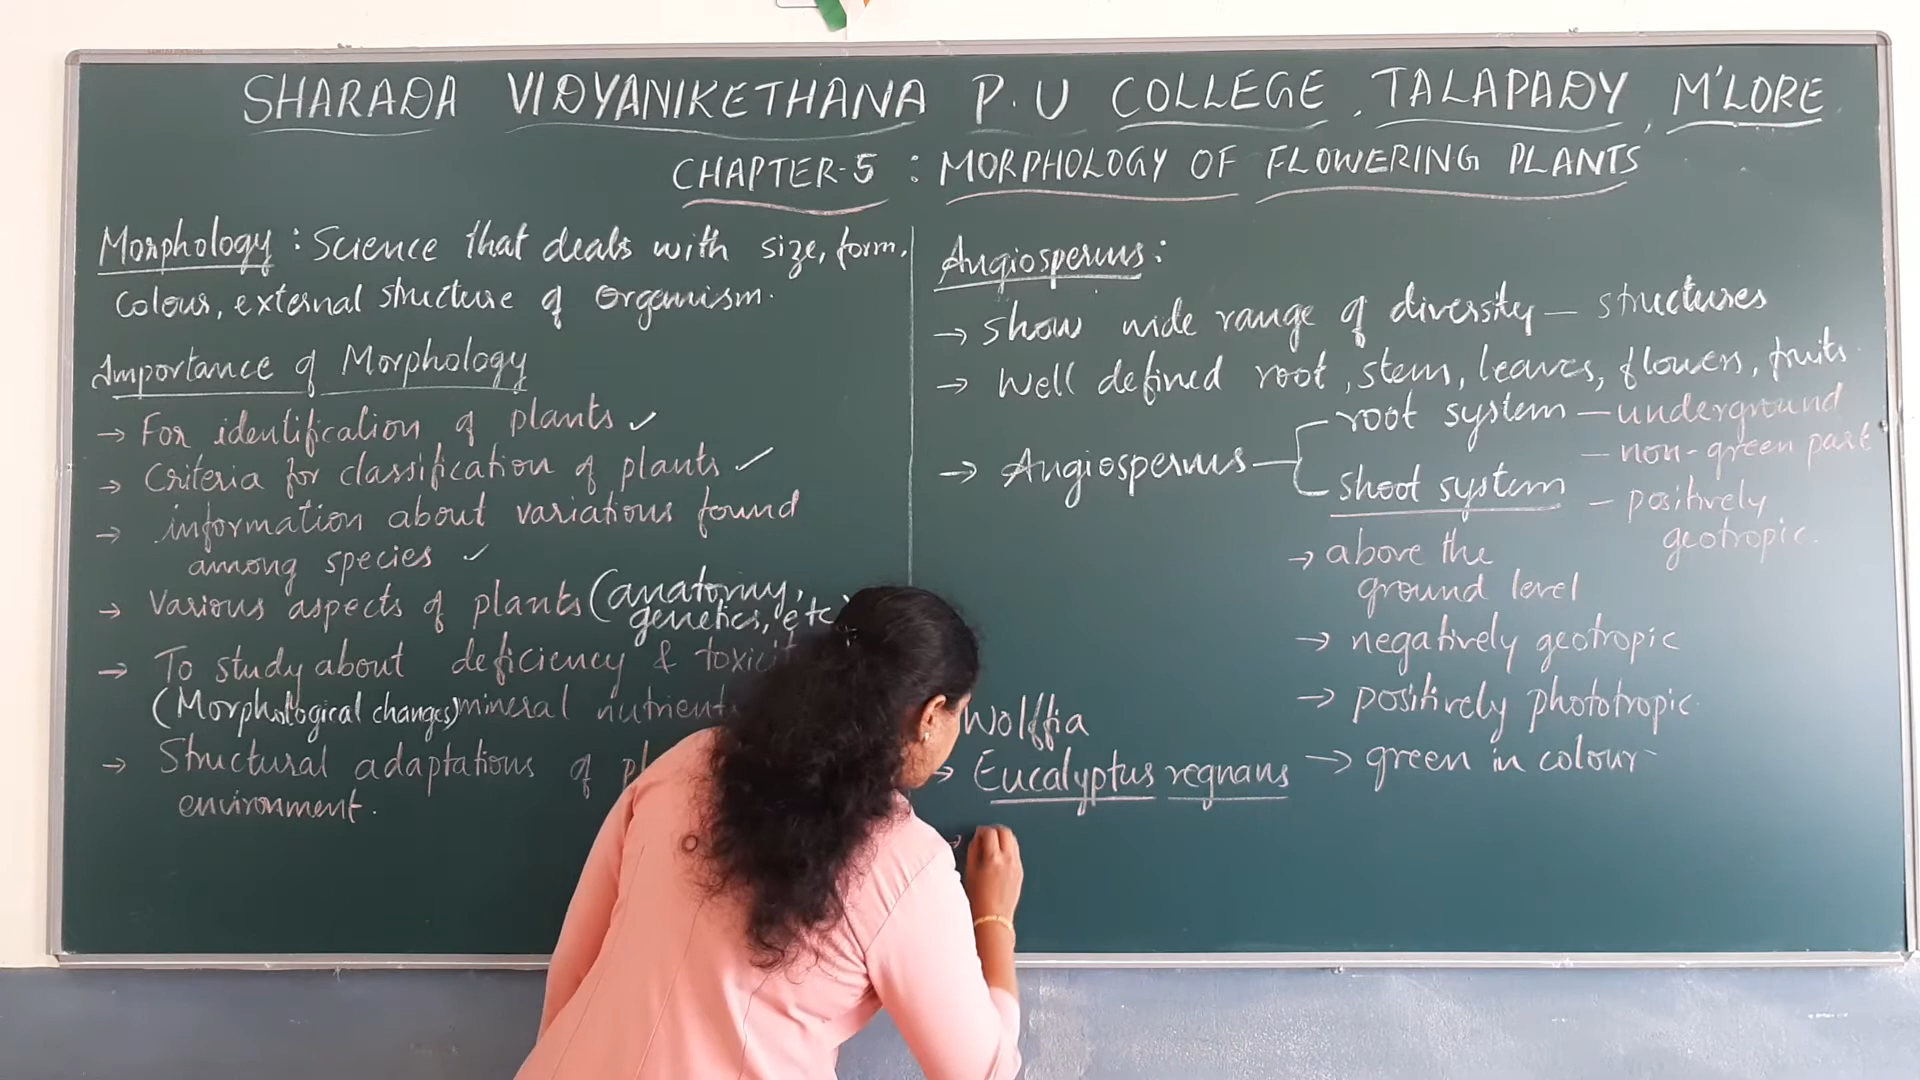 SHARADA VIDYANIKETHANA P.U COLLEGE, TALAPADY, M'LORE
CHAPTER-5 : MORPHOLOGY OF FLOWERING PLANTS
Morphology : Science that deals with size, form,
colour, external structure of Organism.
Importance of Morphology
→ For identification of plants ✓
→ Criteria for classification of plants ✓
→ information about variations found
among species ✓
→ Various aspects of plants (anatomy,
genetics, etc
→ To study about deficiency &
(Morphological changes) mineral
→ Structural adaptations of
environment.
Angiosperms :
→ Show wide range of diversity — structures
→ Well defined root, stem, leaves, flowers, fruits
→ Angiosperms
root system — underground
— non-green part
— positively
geotropic.
shoot system
→ above the
ground level
→ negatively geotropic
→ positively phototropic.
→ green in colour
Wolffia
→ Eucalyptus regnans
→